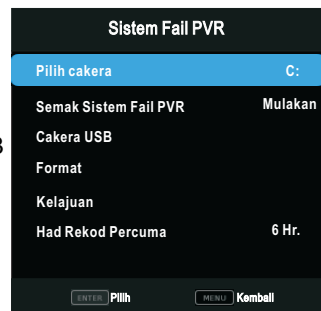 Sistem Fail PVR
Pilih cakera C:
Semak Sistem Fail PVR Mulakan
Cakera USB
Format
Kelajuan
Had Rekod Percuma 6 Hr.
ENTER Pilih MENU Kembali